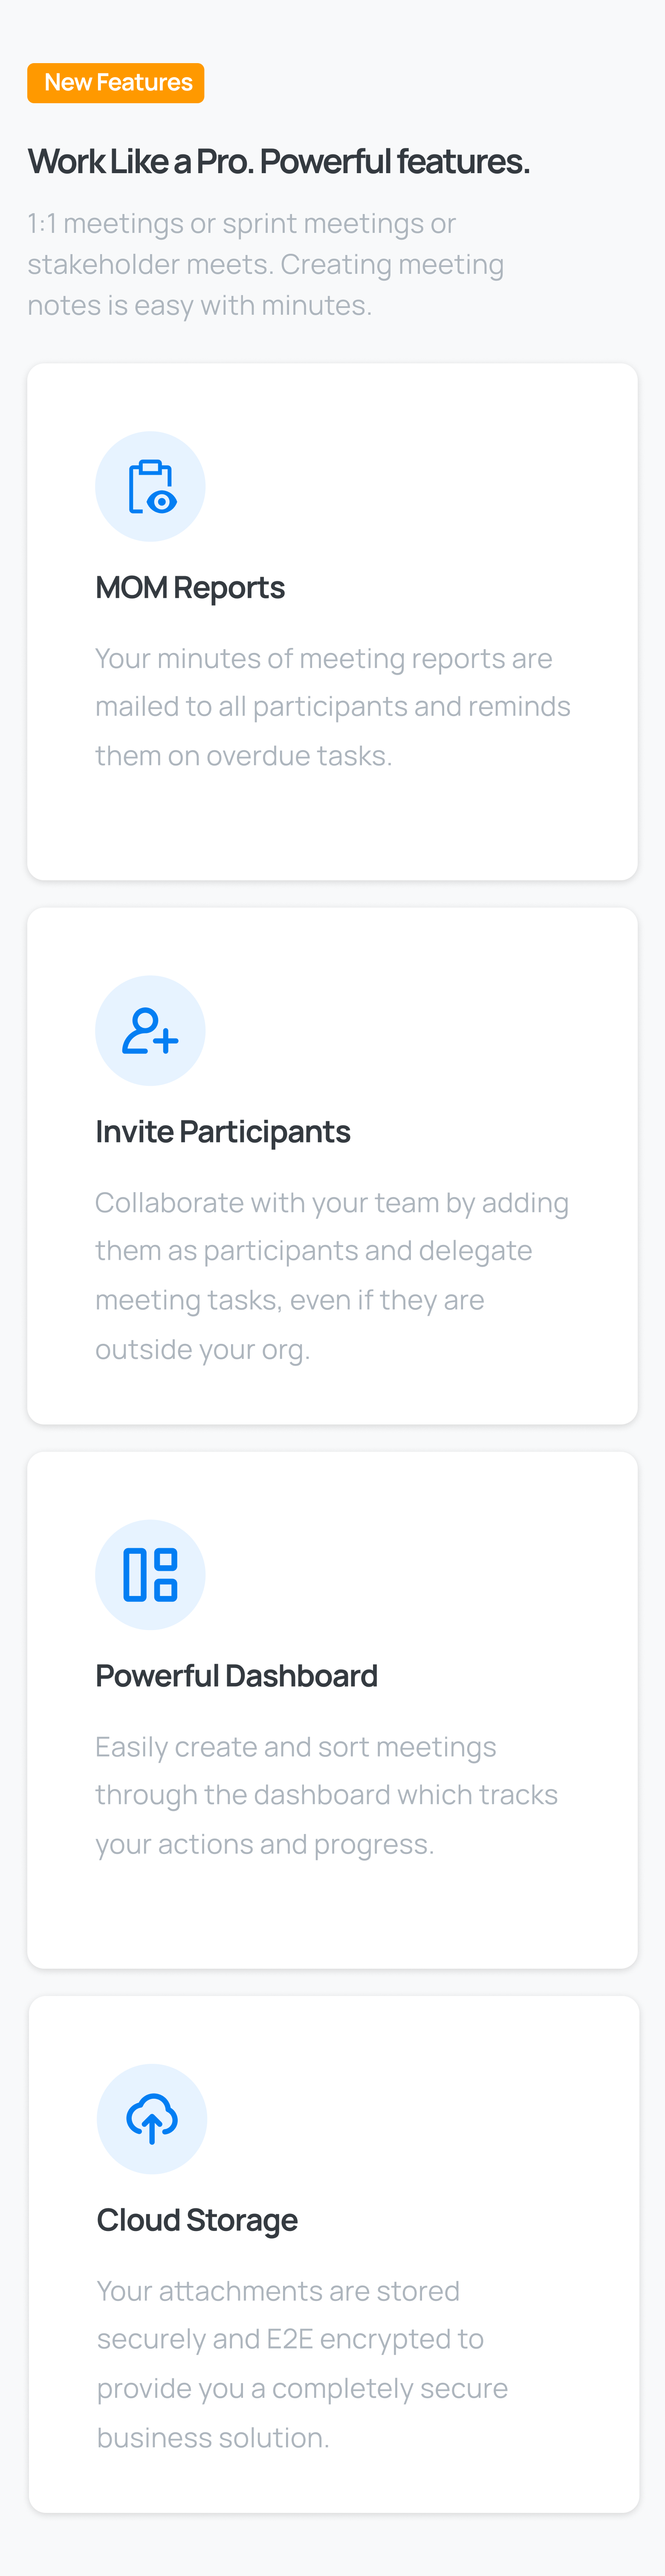 New Features
Work Like a Pro. Powerful features.
1:1 meetings or sprint meetings or
stakeholder meets. Creating meeting
notes is easy with minutes.
MOM Reports
Your minutes of meeting reports are
mailed to all participants and reminds
them on overdue tasks.
Invite Participants
Collaborate with your team by adding
them as participants and delegate
meeting tasks, even if they are
outside your org.
Powerful Dashboard
Easily create and sort meetings
through the dashboard which tracks
your actions and progress.
Cloud Storage
Your attachments are stored
securely and E2E encrypted to
provide you a completely secure
business solution.